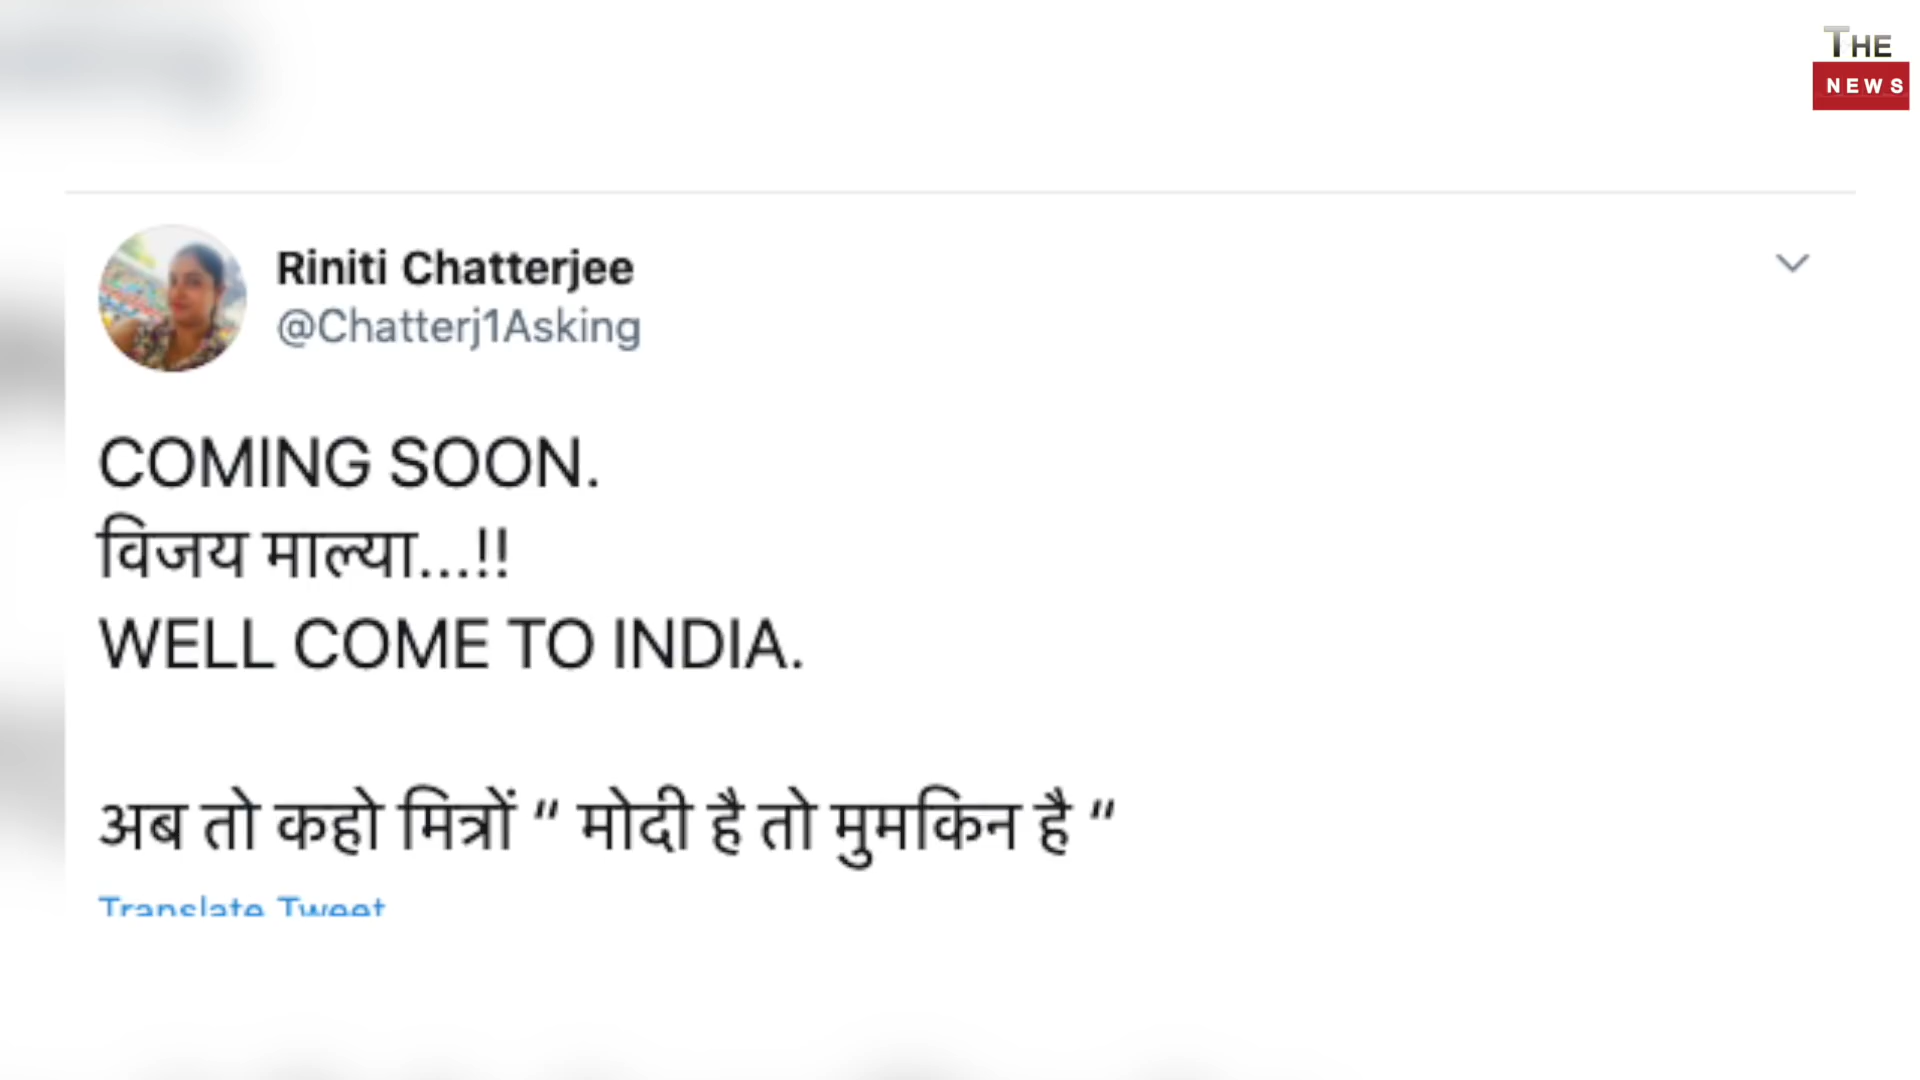 THE
NEWS
Riniti Chatterjee
@Chatterj1Asking
COMING SOON.
विजय माल्या...!!
WELL COME TO INDIA.
अब तो कहो मित्रों “ मोदी है तो मुमकिन है “
Translate Tweet